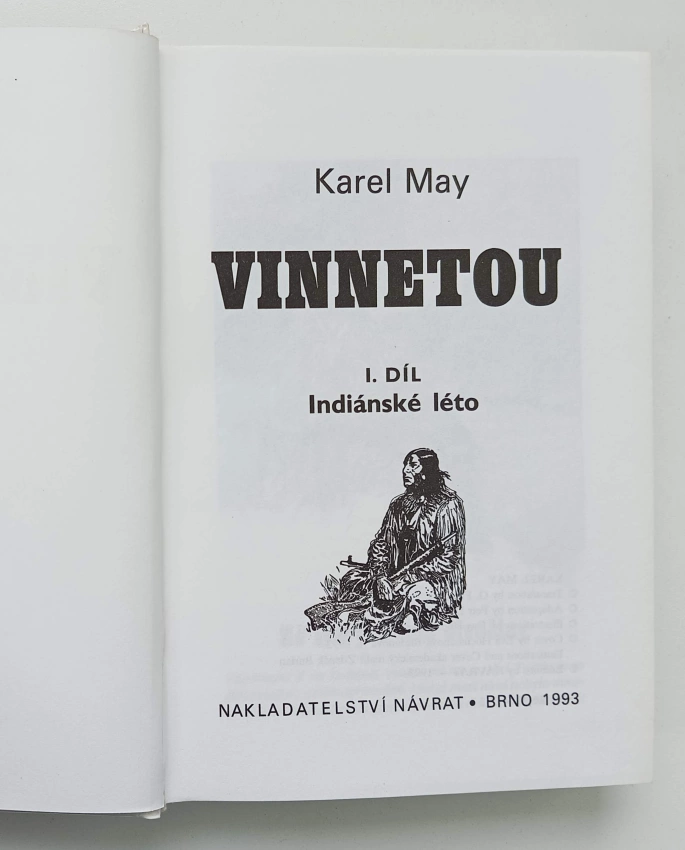 Karel May
VINNETOU
I. DÍL
Indiánské léto
NAKLADATELSTVÍ NÁVRAT • BRNO 1993